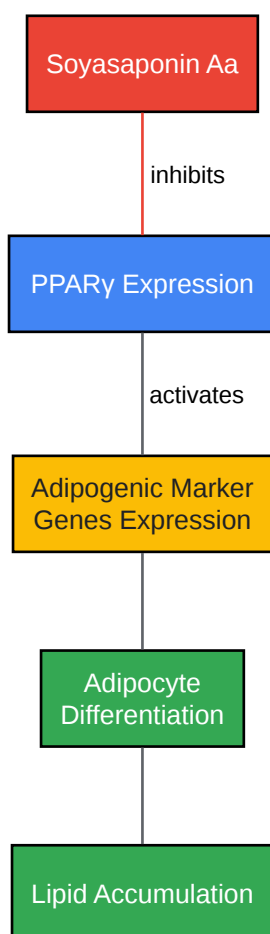 Soyasaponin Aa
inhibits
PPARγ Expression
activates
Adipogenic Marker
Genes Expression
Adipocyte
Differentiation
Lipid Accumulation